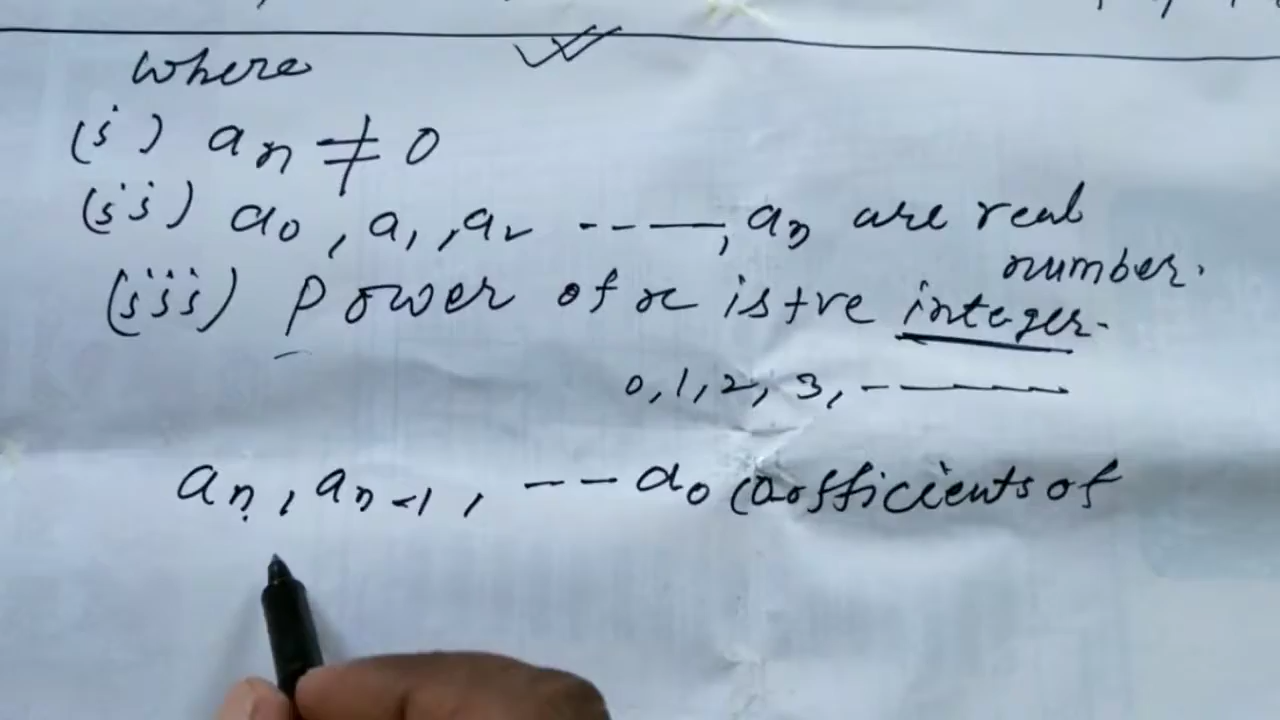 where
(i) aₙ ≠ 0
(ii) a₀, a₁, a₂ -----, aₙ are real
number.
(iii) Power of x is +ve integer.
0, 1, 2, 3, -----
aₙ, aₙ₋₁, --- a₀ Coefficients of